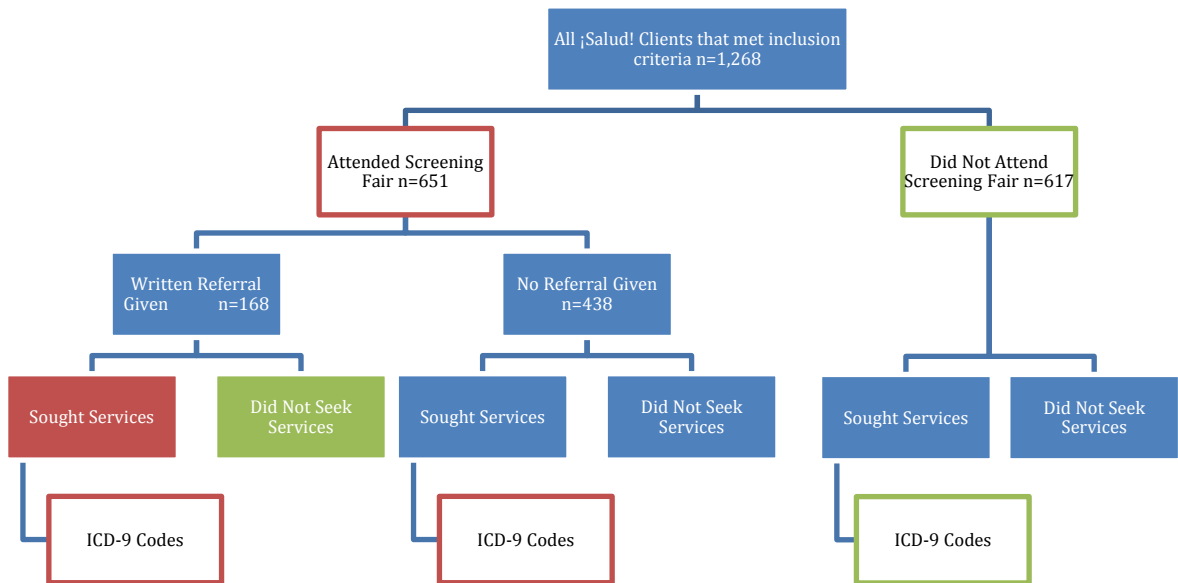 All ¡Salud! Clients that met inclusion
criteria n=1,268
Attended Screening
Fair n=651
Did Not Attend
Screening Fair n=617
Written Referral
Given n=168
No Referral Given
n=438
Sought Services
Did Not Seek
Services
Sought Services
Did Not Seek
Services
Sought Services
Did Not Seek
Services
ICD-9 Codes
ICD-9 Codes
ICD-9 Codes